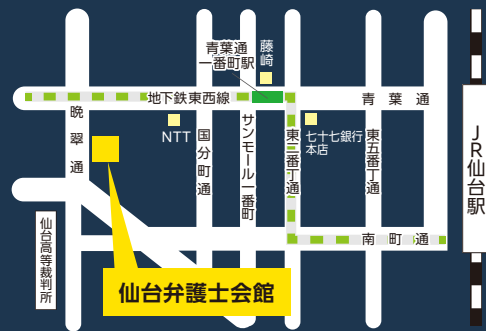 青葉通
一番町駅
藤崎
地下鉄東西線
青葉通
晩翠通
NTT
国分町通
サンモール一番町
東二番丁通
七十七銀行
本店
東五番丁通
JR仙台駅
仙台高等裁判所
南町通
仙台弁護士会館